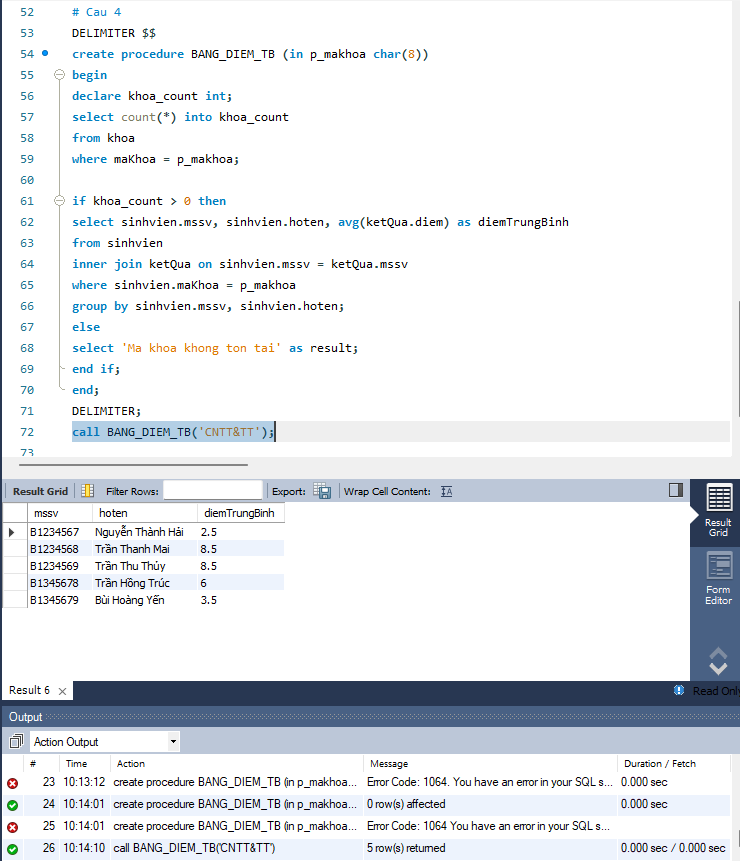 52 # Cau 4
53 DELIMITER $$
54 create procedure BANG_DIEM_TB (in p_makhoa char(8))
55 begin
56 declare khoa_count int;
57 select count(*) into khoa_count
58 from khoa
59 where maKhoa = p_makhoa;
60
61 if khoa_count > 0 then
62 select sinhvien.mssv, sinhvien.hoten, avg(ketQua.diem) as diemTrungBinh
63 from sinhvien
64 inner join ketQua on sinhvien.mssv = ketQua.mssv
65 where sinhvien.maKhoa = p_makhoa
66 group by sinhvien.mssv, sinhvien.hoten;
67 else
68 select 'Ma khoa khong ton tai' as result;
69 end if;
70 end;
71 DELIMITER;
72 call BANG_DIEM_TB('CNTT&TT');
73
Result Grid Filter Rows: Export: Wrap Cell Content:
mssv hoten diemTrungBinh
B1234567 Nguyễn Thành Hải 2.5
B1234568 Trần Thanh Mai 8.5
B1234569 Trần Thu Thủy 8.5
B1345678 Trần Hồng Trúc 6
B1345679 Bùi Hoàng Yến 3.5
Result
Grid
Form
Editor
Result 6 Read Only
Output
Action Output
# Time Action Message Duration / Fetch
23 10:13:12 create procedure BANG_DIEM_TB (in p_makhoa... Error Code: 1064. You have an error in your SQL s... 0.000 sec
24 10:14:01 create procedure BANG_DIEM_TB (in p_makhoa... 0 row(s) affected 0.000 sec
25 10:14:01 create procedure BANG_DIEM_TB (in p_makhoa... Error Code: 1064 You have an error in your SQL s...
26 10:14:10 call BANG_DIEM_TB('CNTT&TT') 5 row(s) returned 0.000 sec / 0.000 sec